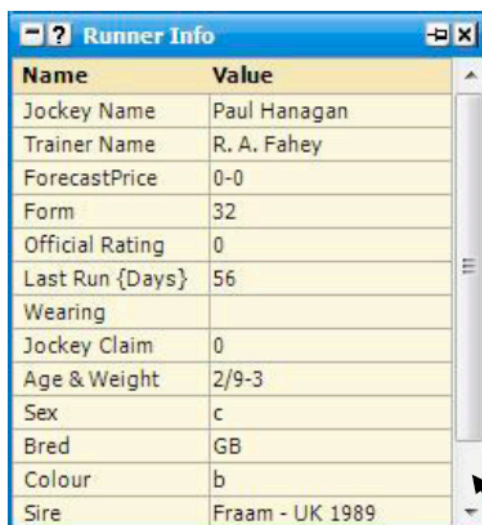 ? Runner Info
Name Value
Jockey Name Paul Hanagan
Trainer Name R. A. Fahey
ForecastPrice 0-0
Form 32
Official Rating 0
Last Run {Days} 56
Wearing
Jockey Claim 0
Age & Weight 2/9-3
Sex c
Bred GB
Colour b
Sire Fraam - UK 1989